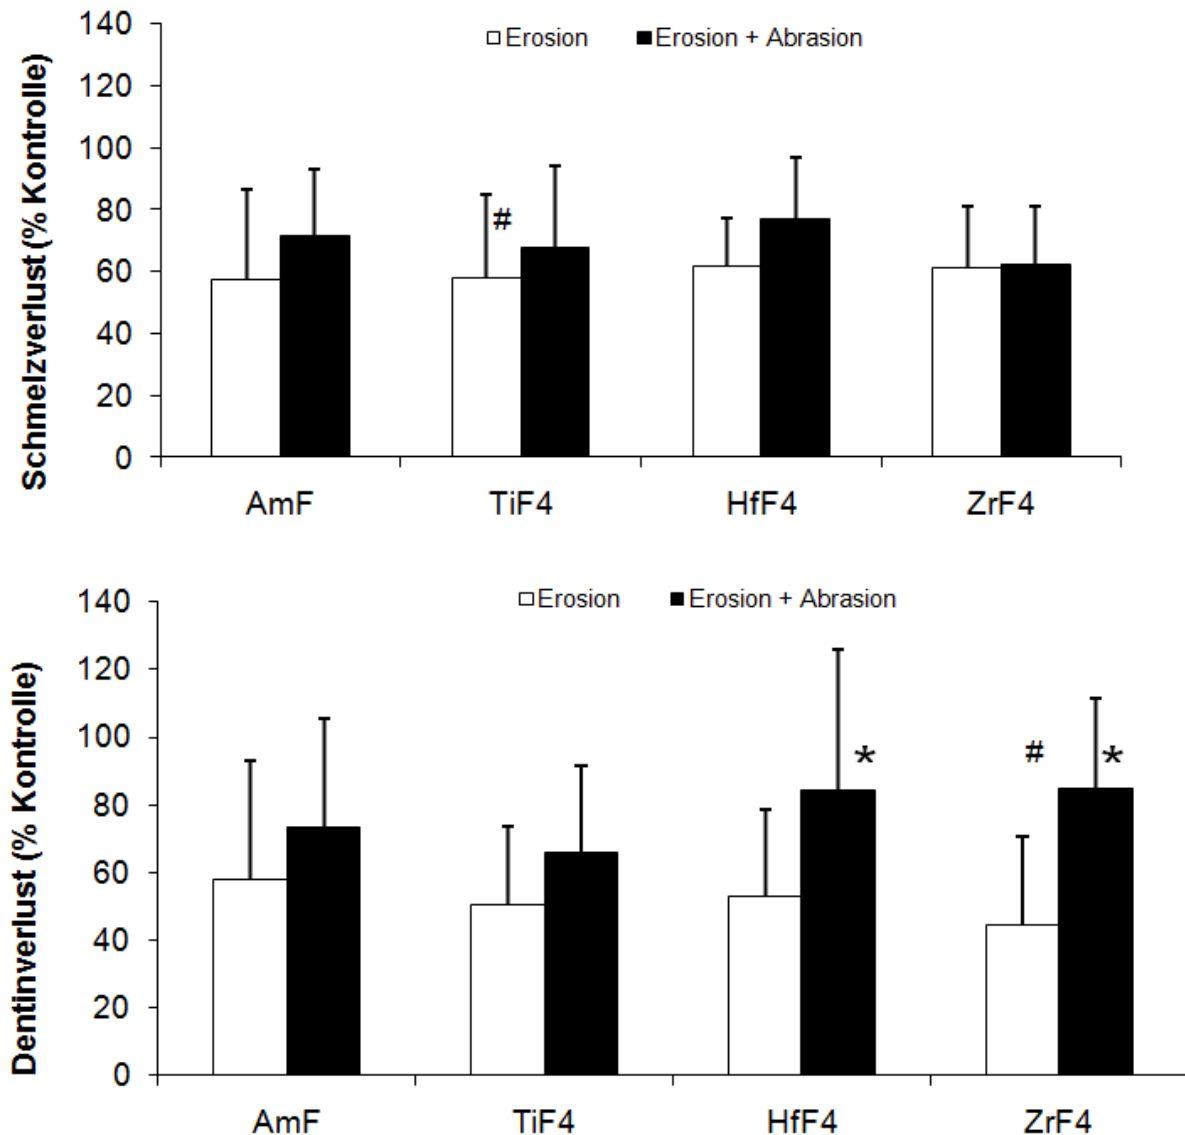 Schmelzverlust (% Kontrolle)
140
120
100
80
60
40
20
0
Erosion Erosion + Abrasion
#
AmF TiF4 HfF4 ZrF4
Dentinverlust (% Kontrolle)
140
120
100
80
60
40
20
0
Erosion Erosion + Abrasion
* # *
AmF TiF4 HfF4 ZrF4